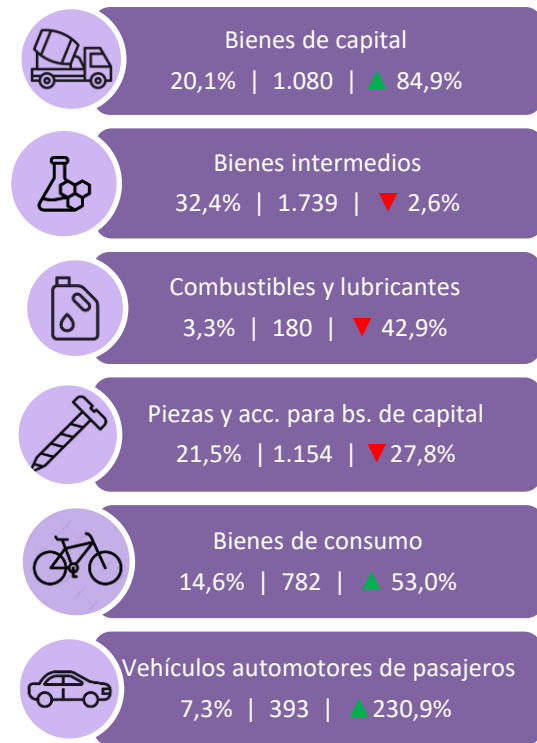 Bienes de capital
20,1% | 1.080 | ▲ 84,9%
Bienes intermedios
32,4% | 1.739 | ▼ 2,6%
Combustibles y lubricantes
3,3% | 180 | ▼ 42,9%
Piezas y acc. para bs. de capital
21,5% | 1.154 | ▼27,8%
Bienes de consumo
14,6% | 782 | ▲ 53,0%
Vehículos automotores de pasajeros
7,3% | 393 | ▲230,9%